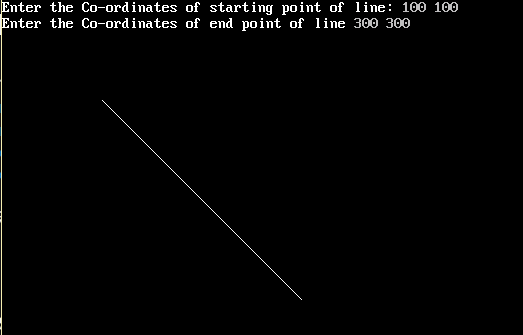 Enter the Co-ordinates of starting point of line: 100 100
Enter the Co-ordinates of end point of line 300 300